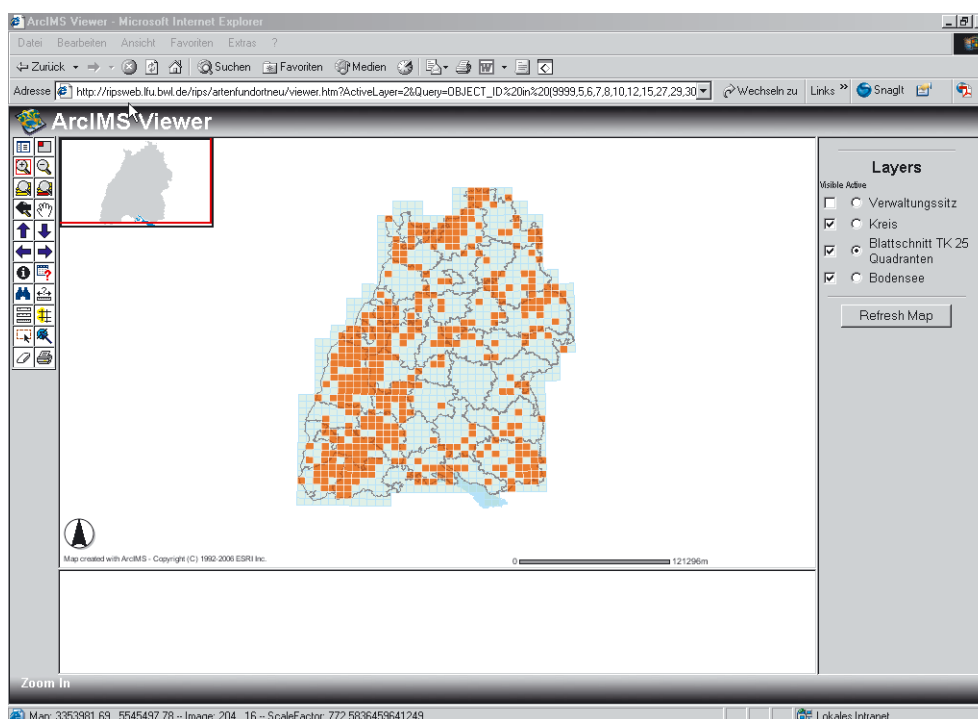 ArcIMS Viewer - Microsoft Internet Explorer
Datei Bearbeiten Ansicht Favoriten Extras ?
Zurück Suchen Favoriten Medien
Adresse http://ripsweb.lfu.bwl.de/rips/artenfundortneu/viewer.htm?ActiveLayer=2&Query=OBJECT_ID%20in%20(9999,5,6,7,8,10,12,15,27,29,30 Wechseln zu Links » SnagIt
ArcIMS Viewer
Layers
Visible Active
Verwaltungssitz
Kreis
Blattschnitt TK 25
Quadranten
Bodensee
Refresh Map
Map created with ArcIMS - Copyright (C) 1992-2006 ESRI Inc.
0 121296m
Zoom In
Map: 3353981.69 , 5545497.78 -- Image: 204 , 16 -- ScaleFactor: 772.5836459641249
Lokales Intranet